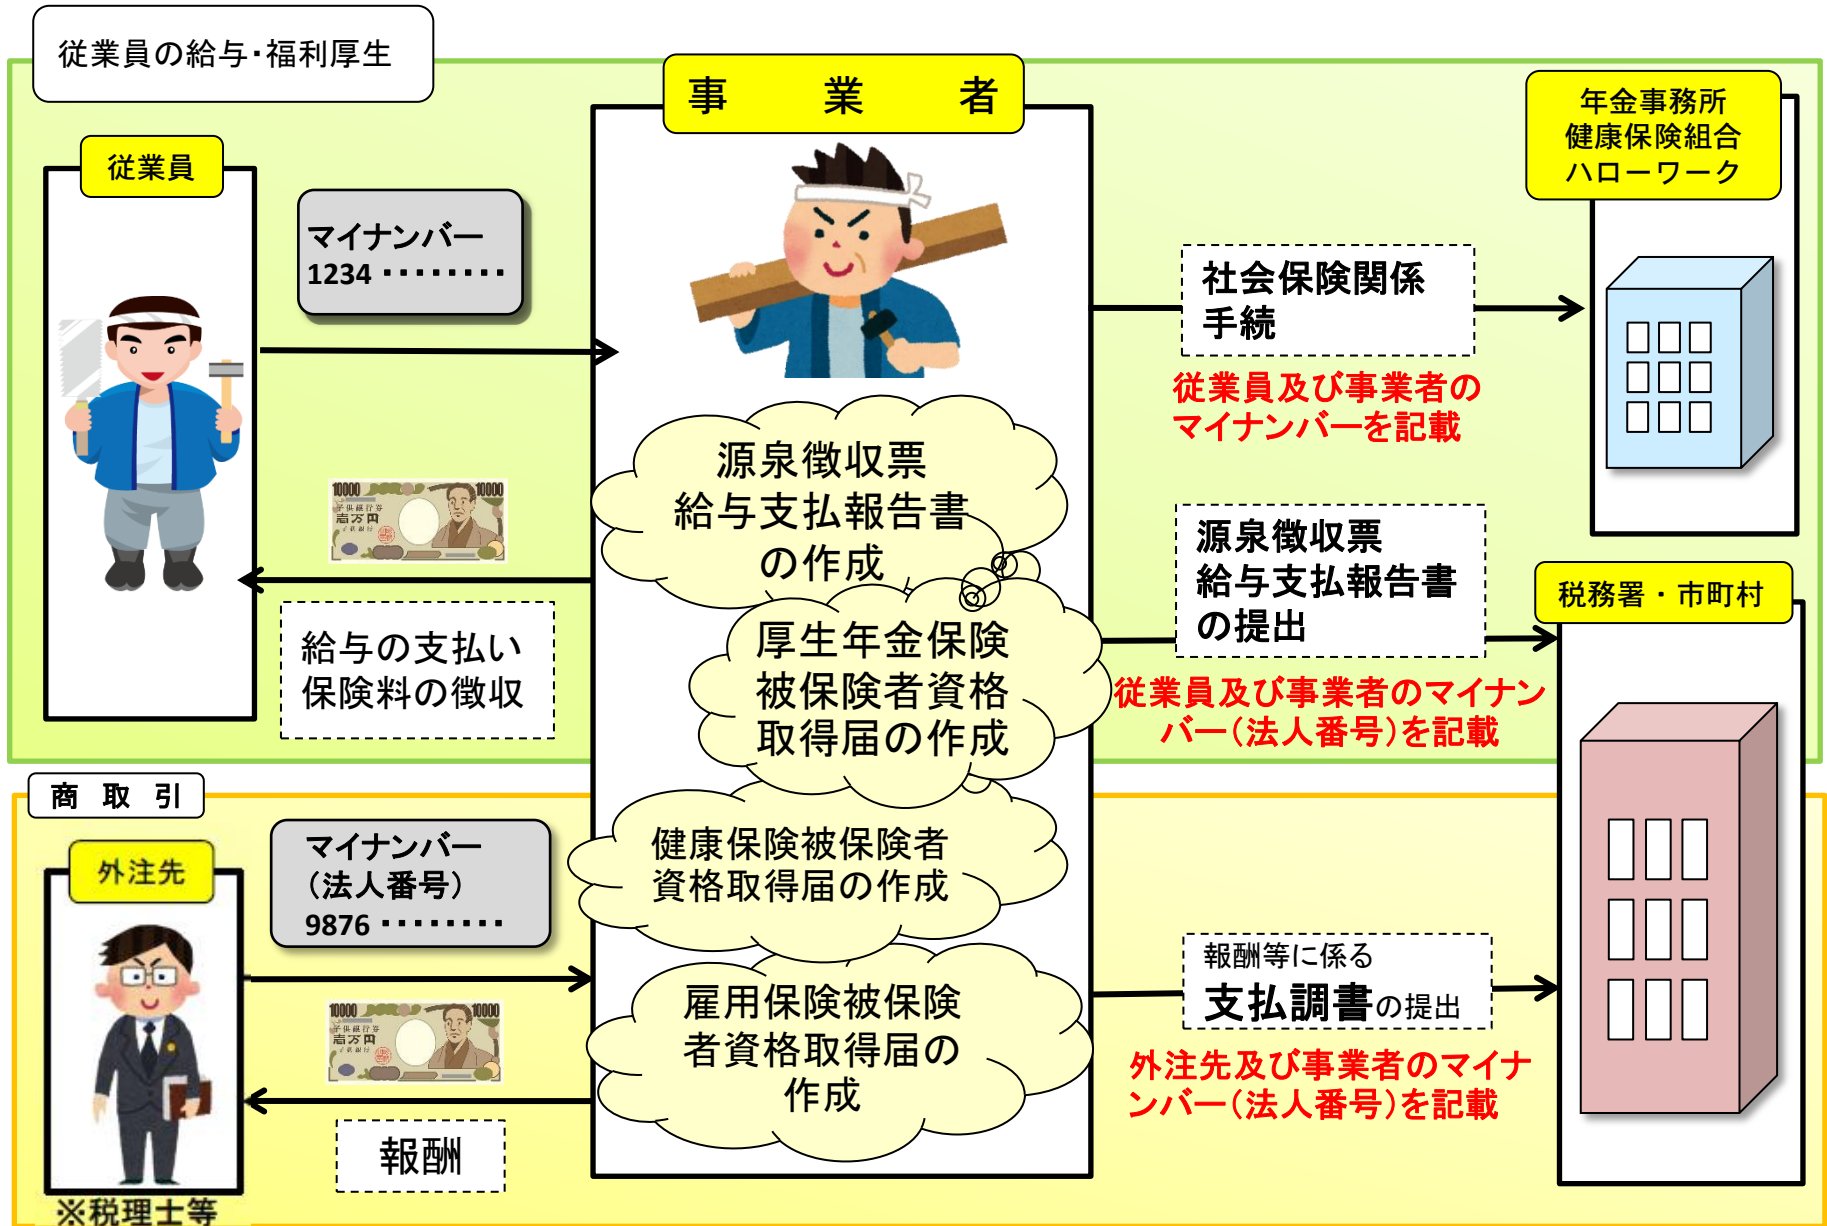 従業員の給与・福利厚生
事業者
年金事務所
健康保険組合
ハローワーク
従業員
マイナンバー
1234 ・・・・・・・・
社会保険関係
手続
従業員及び事業者の
マイナンバーを記載
源泉徴収票
給与支払報告書
の作成
10000 10000
壱万円
源泉徴収票
給与支払報告書
の提出
税務署・市町村
給与の支払い
保険料の徴収
厚生年金保険
被保険者資格
取得届の作成
従業員及び事業者のマイナン
バー(法人番号)を記載
商取引
外注先
マイナンバー
（法人番号）
9876 ・・・・・・・・
健康保険被保険者
資格取得届の作成
報酬等に係る
支払調書の提出
雇用保険被保険
者資格取得届の
作成
10000 10000
壱万円
外注先及び事業者のマイナ
ンバー(法人番号)を記載
報酬
※税理士等